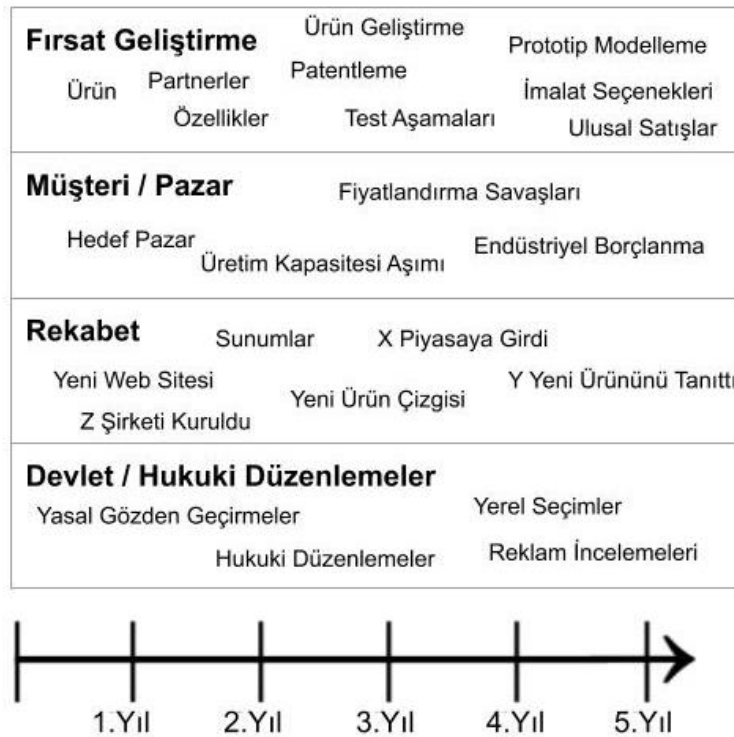 Fırsat Geliştirme
Ürün Geliştirme
Prototip Modelleme
Ürün
Partnerler
Patentleme
İmalat Seçenekleri
Özellikler
Test Aşamaları
Ulusal Satışlar
Müşteri / Pazar
Fiyatlandırma Savaşları
Hedef Pazar
Üretim Kapasitesi Aşımı
Endüstriyel Borçlanma
Rekabet
Sunumlar
X Piyasaya Girdi
Yeni Web Sitesi
Yeni Ürün Çizgisi
Y Yeni Ürününü Tanıttı
Z Şirketi Kuruldu
Devlet / Hukuki Düzenlemeler
Yasal Gözden Geçirmeler
Yerel Seçimler
Hukuki Düzenlemeler
Reklam İncelemeleri
1.Yıl 2.Yıl 3.Yıl 4.Yıl 5.Yıl